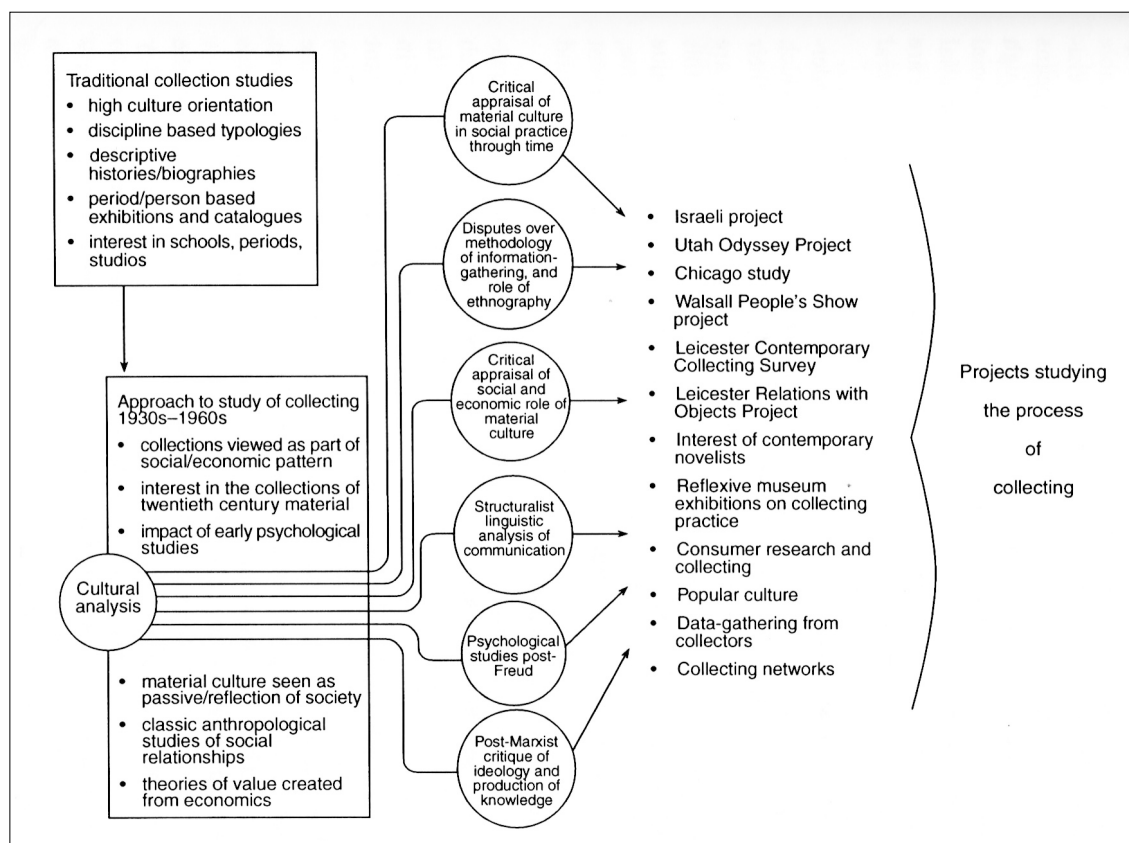 Traditional collection studies
• high culture orientation
• discipline based typologies
• descriptive
histories/biographies
• period/person based
exhibitions and catalogues
• interest in schools, periods,
studios
Approach to study of collecting
1930s–1960s
• collections viewed as part of
social/economic pattern
• interest in the collections of
twentieth century material
• impact of early psychological
studies
Cultural
analysis
• material culture seen as
passive/reflection of society
• classic anthropological
studies of social
relationships
• theories of value created
from economics
Critical
appraisal of
material culture
in social practice
through time
Disputes over
methodology
of information-
gathering, and
role of
ethnography
Critical
appraisal of
social and
economic role of
material
culture
Structuralist
linguistic
analysis of
communication
Psychological
studies post-
Freud
Post-Marxist
critique of
ideology and
production of
knowledge
• Israeli project
• Utah Odyssey Project
• Chicago study
• Walsall People's Show
project
• Leicester Contemporary
Collecting Survey
• Leicester Relations with
Objects Project
• Interest of contemporary
novelists
• Reflexive museum
exhibitions on collecting
practice
• Consumer research and
collecting
• Popular culture
• Data-gathering from
collectors
• Collecting networks
Projects studying
the process
of
collecting